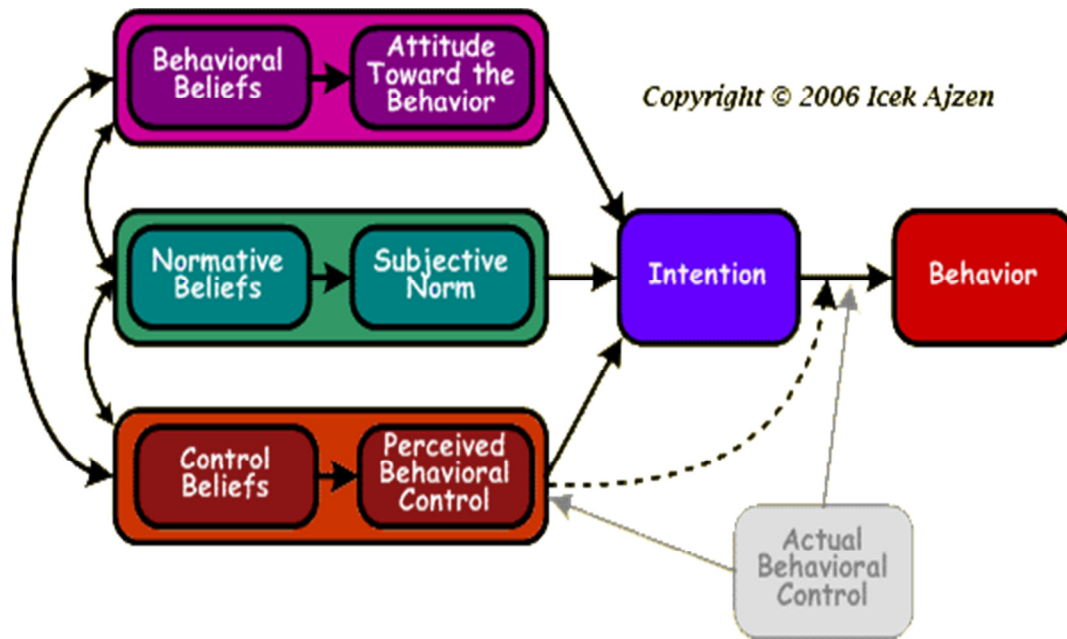 Behavioral
Beliefs
Attitude
Toward the
Behavior
Copyright © 2006 Icek Ajzen
Normative
Beliefs
Subjective
Norm
Intention
Behavior
Control
Beliefs
Perceived
Behavioral
Control
Actual
Behavioral
Control